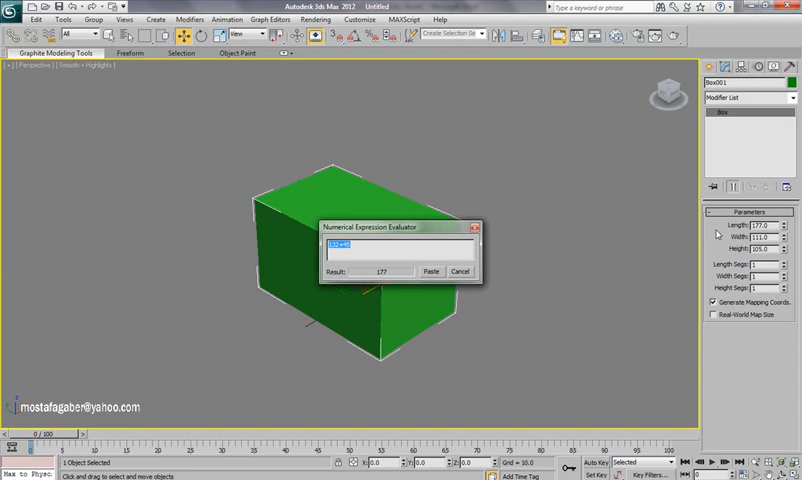 Autodesk 3ds Max 2012 Untitled
Type a keyword or phrase
Edit Tools Group Views Create Modifiers Animation Graph Editors Rendering Customize MAXScript Help
All View Create Selection Se
Graphite Modeling Tools Freeform Selection Object Paint
[ + ] [ Perspective ] [ Smooth + Highlights ]
Box001
Modifier List
Box
Numerical Expression Evaluator
132+45
Result: 177 Paste Cancel
Parameters
Length: 177.0
Width: 111.0
Height: 105.0
Length Segs: 1
Width Segs: 1
Height Segs: 1
Generate Mapping Coords.
Real-World Map Size
mostafagaber@yahoo.com
0 / 100
0 5 10 15 20 25 30 35 40 45 50 55 60 65 70 75 80 85 90 95 100
1 Object Selected X: 0.0 Y: 0.0 Z: 0.0 Grid = 10.0 Auto Key Selected
Max to Physc. Click and drag to select and move objects Add Time Tag Set Key Key Filters... 0